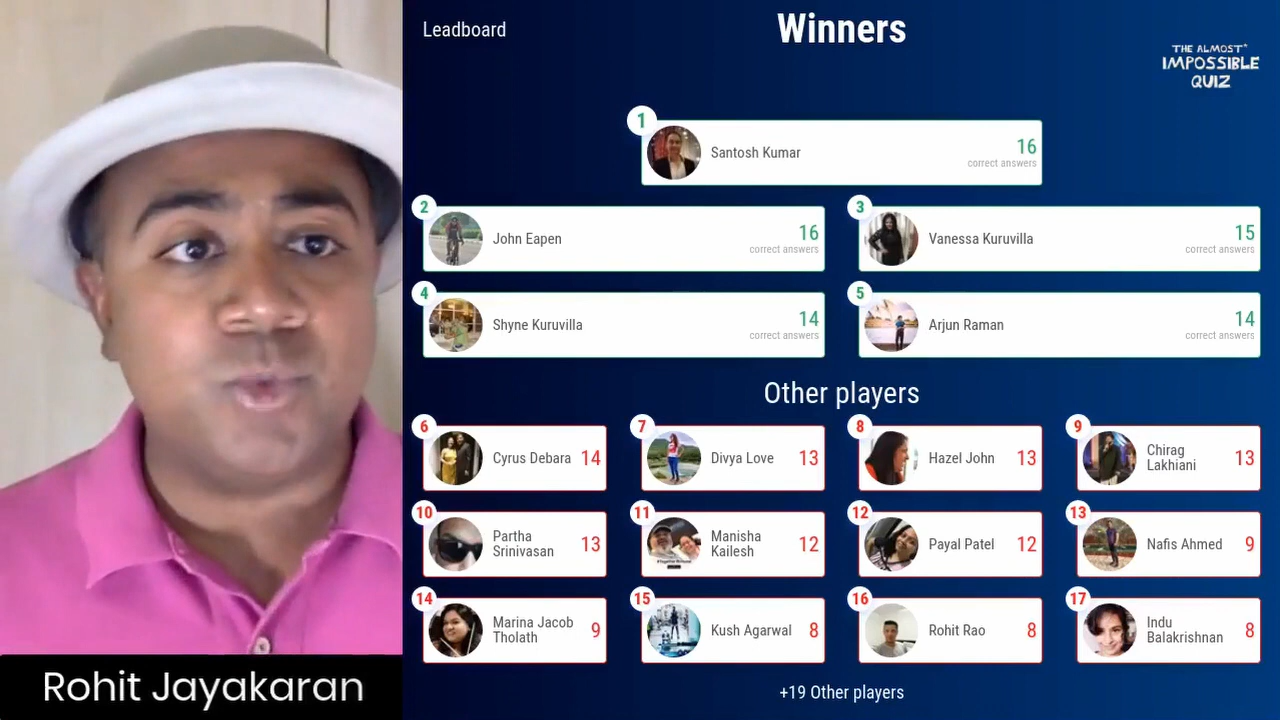 Leadboard
Winners
THE ALMOST*
IMPOSSIBLE
QUIZ
1
Santosh Kumar
16
correct answers
2
John Eapen
16
correct answers
3
Vanessa Kuruvilla
15
correct answers
4
Shyne Kuruvilla
14
correct answers
5
Arjun Raman
14
correct answers
Other players
6
Cyrus Debara
14
7
Divya Love
13
8
Hazel John
13
9
Chirag
Lakhiani
13
10
Partha
Srinivasan
13
11
Manisha
Kailesh
12
12
Payal Patel
12
13
Nafis Ahmed
9
14
Marina Jacob
Tholath
9
15
Kush Agarwal
8
16
Rohit Rao
8
17
Indu
Balakrishnan
8
+19 Other players
Rohit Jayakaran